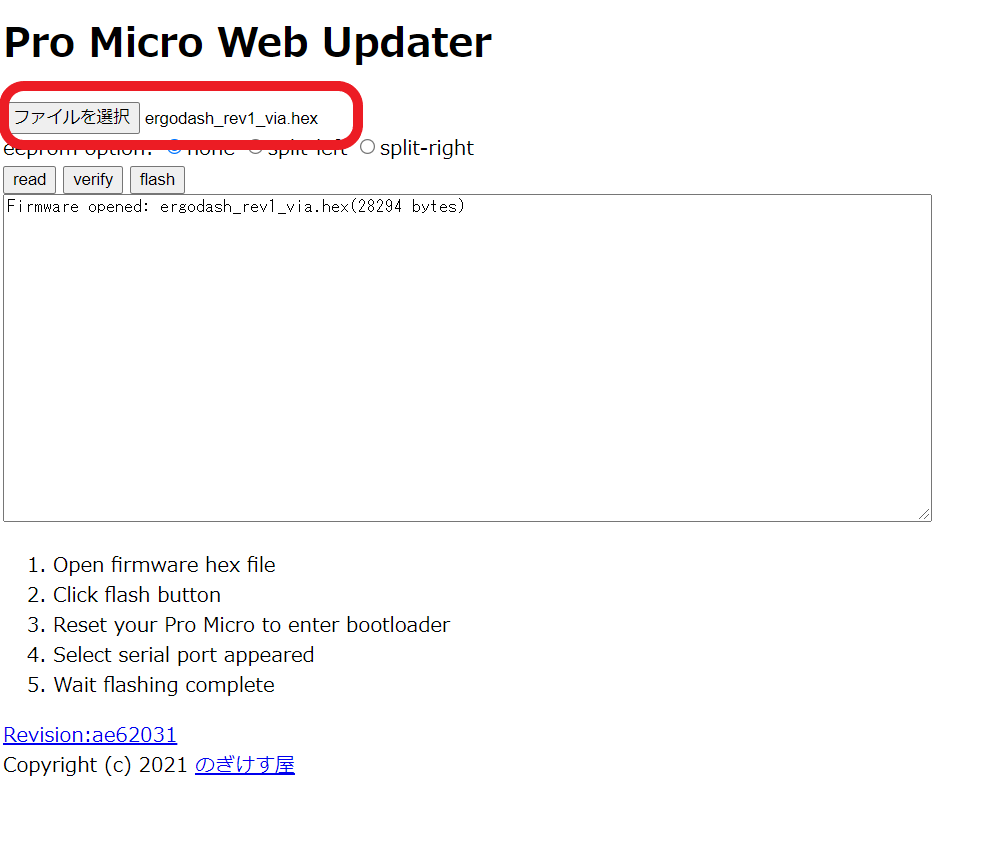 Pro Micro Web Updater
ファイルを選択 ergodash_rev1_via.hex
eeprom option: none split-left split-right
read verify flash
Firmware opened: ergodash_rev1_via.hex(28294 bytes)
1. Open firmware hex file
2. Click flash button
3. Reset your Pro Micro to enter bootloader
4. Select serial port appeared
5. Wait flashing complete
Revision:ae62031
Copyright (c) 2021 のぎけす屋